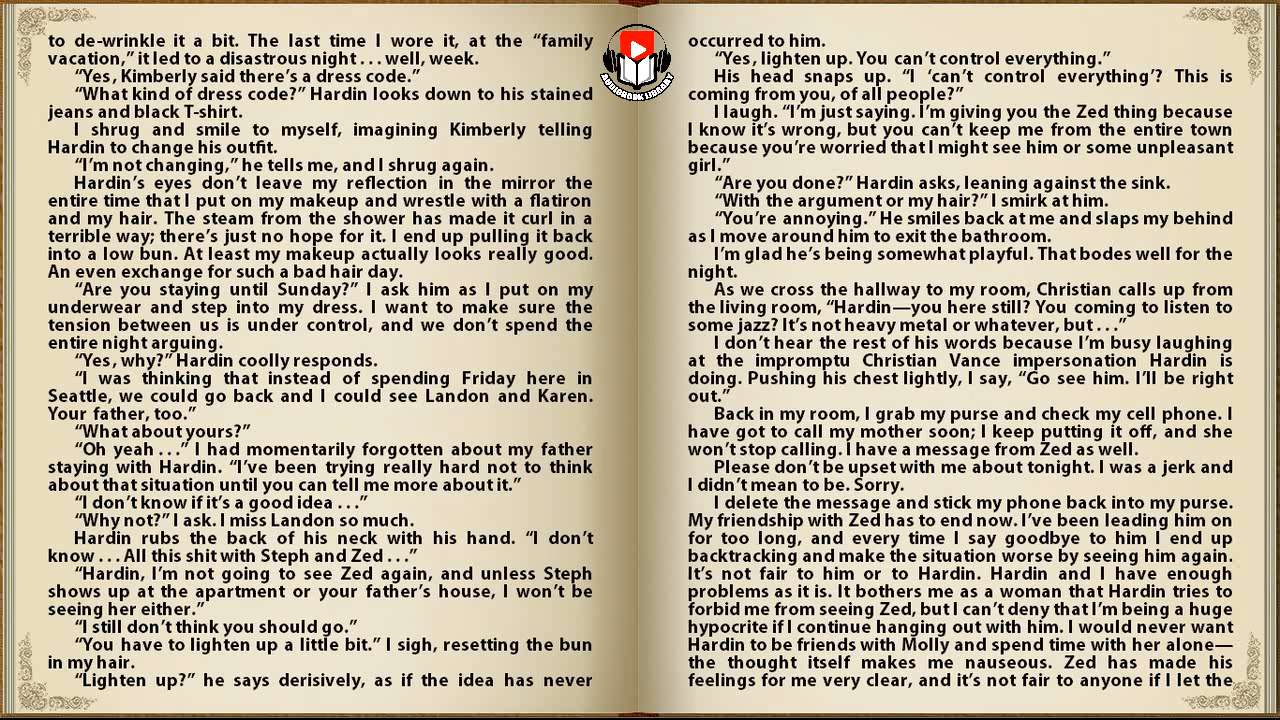 to de-wrinkle it a bit. The last time I wore it, at the “family
vacation,” it led to a disastrous night . . . well, week.
“Yes, Kimberly said there’s a dress code.”
“What kind of dress code?” Hardin looks down to his stained
jeans and black T-shirt.
I shrug and smile to myself, imagining Kimberly telling
Hardin to change his outfit.
“I’m not changing,” he tells me, and I shrug again.
Hardin’s eyes don’t leave my reflection in the mirror the
entire time that I put on my makeup and wrestle with a flatiron
and my hair. The steam from the shower has made it curl in a
terrible way; there’s just no hope for it. I end up pulling it back
into a low bun. At least my makeup actually looks really good.
An even exchange for such a bad hair day.
“Are you staying until Sunday?” I ask him as I put on my
underwear and step into my dress. I want to make sure the
tension between us is under control, and we don’t spend the
entire night arguing.
“Yes, why?” Hardin coolly responds.
“I was thinking that instead of spending Friday here in
Seattle, we could go back and I could see Landon and Karen.
Your father, too.”
“What about yours?”
“Oh yeah . . .” I had momentarily forgotten about my father
staying with Hardin. “I’ve been trying really hard not to think
about that situation until you can tell me more about it.”
“I don’t know if it’s a good idea . . .”
“Why not?” I ask. I miss Landon so much.
Hardin rubs the back of his neck with his hand. “I don’t
know . . . All this shit with Steph and Zed . . .”
“Hardin, I’m not going to see Zed again, and unless Steph
shows up at the apartment or your father’s house, I won’t be
seeing her either.”
“I still don’t think you should go.”
“You have to lighten up a little bit.” I sigh, resetting the bun
in my hair.
“Lighten up?” he says derisively, as if the idea has never
AUDIOBOOK LIBRARY
occurred to him.
“Yes, lighten up. You can’t control everything.”
His head snaps up. “I ‘can’t control everything’? This is
coming from you, of all people?”
I laugh. “I’m just saying. I’m giving you the Zed thing because
I know it’s wrong, but you can’t keep me from the entire town
because you’re worried that I might see him or some unpleasant
girl.”
“Are you done?” Hardin asks, leaning against the sink.
“With the argument or my hair?” I smirk at him.
“You’re annoying.” He smiles back at me and slaps my behind
as I move around him to exit the bathroom.
I’m glad he’s being somewhat playful. That bodes well for the
night.
As we cross the hallway to my room, Christian calls up from
the living room, “Hardin—you here still? You coming to listen to
some jazz? It’s not heavy metal or whatever, but . . .”
I don’t hear the rest of his words because I’m busy laughing
at the impromptu Christian Vance impersonation Hardin is
doing. Pushing his chest lightly, I say, “Go see him. I’ll be right
out.”
Back in my room, I grab my purse and check my cell phone. I
have got to call my mother soon; I keep putting it off, and she
won’t stop calling. I have a message from Zed as well.
Please don’t be upset with me about tonight. I was a jerk and
I didn’t mean to be. Sorry.
I delete the message and stick my phone back into my purse.
My friendship with Zed has to end now. I’ve been leading him on
for too long, and every time I say goodbye to him I end up
backtracking and make the situation worse by seeing him again.
It’s not fair to him or to Hardin. Hardin and I have enough
problems as it is. It bothers me as a woman that Hardin tries to
forbid me from seeing Zed, but I can’t deny that I’m being a huge
hypocrite if I continue hanging out with him. I would never want
Hardin to be friends with Molly and spend time with her alone—
the thought itself makes me nauseous. Zed has made his
feelings for me very clear, and it’s not fair to anyone if I let the